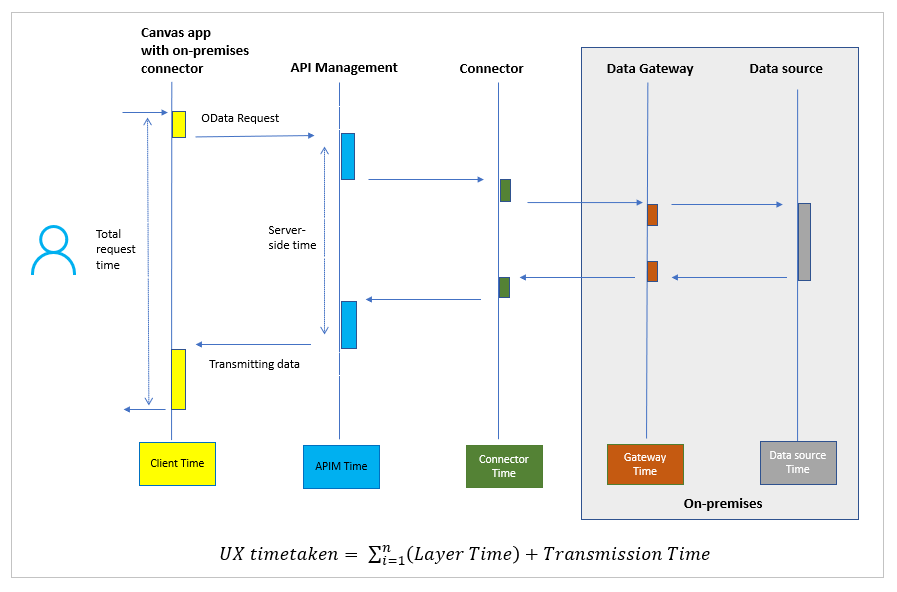 Canvas app
with on-premises
connector
API Management
Connector
Data Gateway
Data source
OData Request
Total
request
time
Server-
side time
Transmitting data
Client Time
APIM Time
Connector
Time
Gateway
Time
Data source
Time
On-premises
UX timetaken = ∑ⁿᵢ₌₁(Layer Time) + Transmission Time